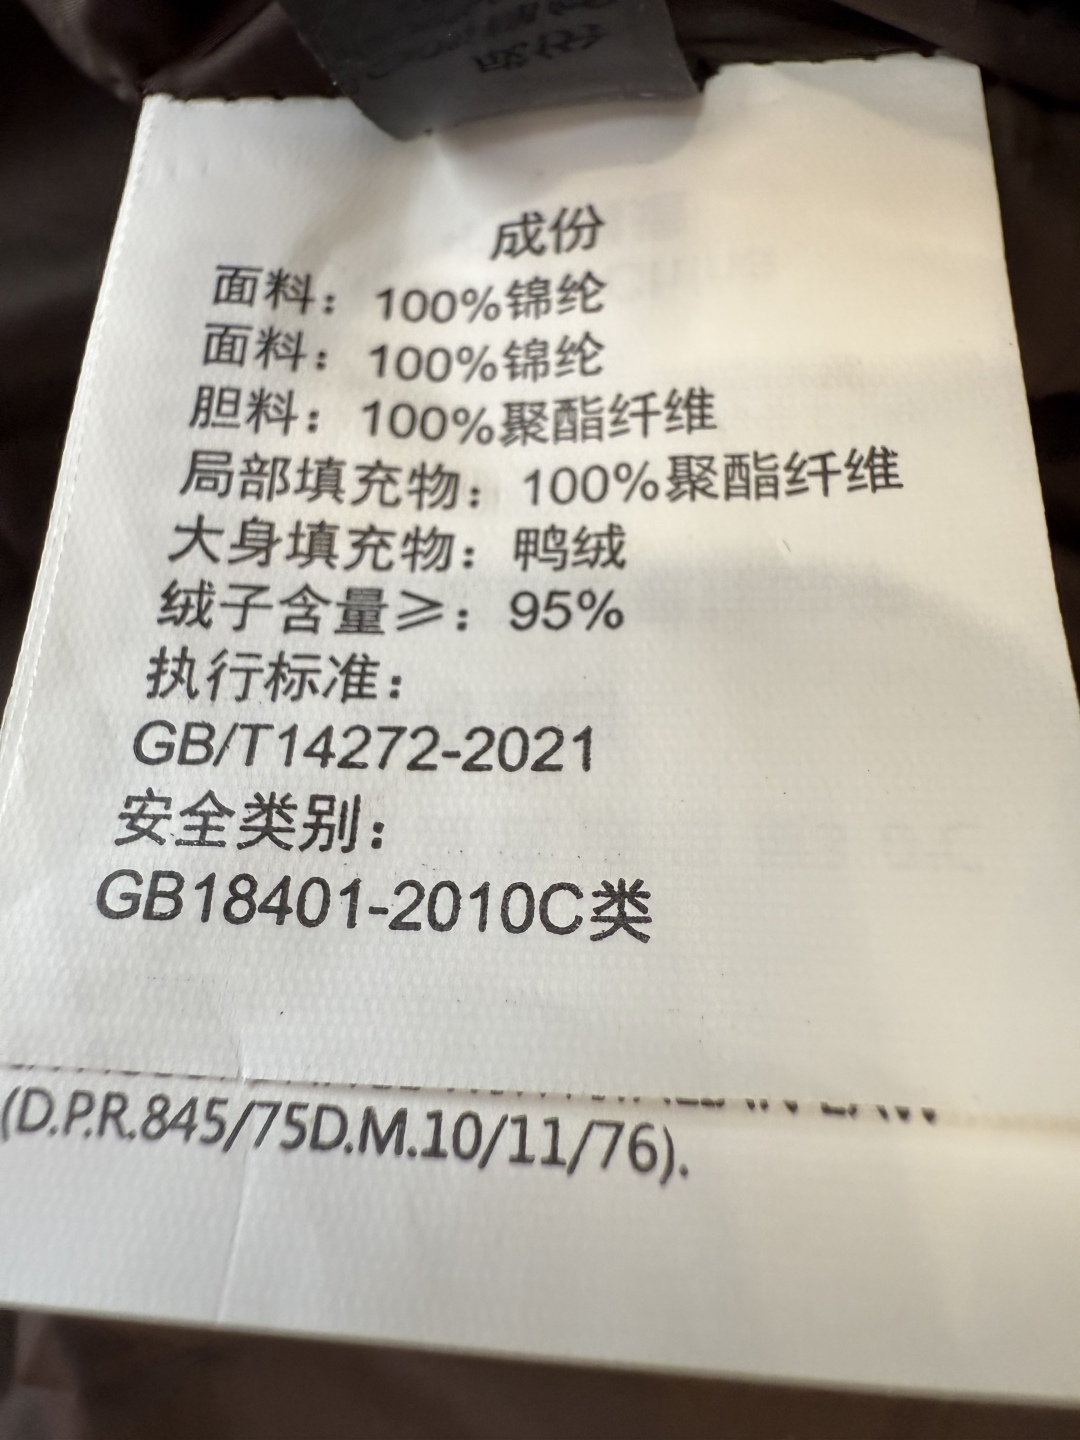 成份
面料：100%锦纶
面料：100%锦纶
胆料：100%聚酯纤维
局部填充物：100%聚酯纤维
大身填充物：鸭绒
绒子含量≥：95%
执行标准：
GB/T14272-2021
安全类别：
GB18401-2010C类
(D.P.R.845/75D.M.10/11/76).